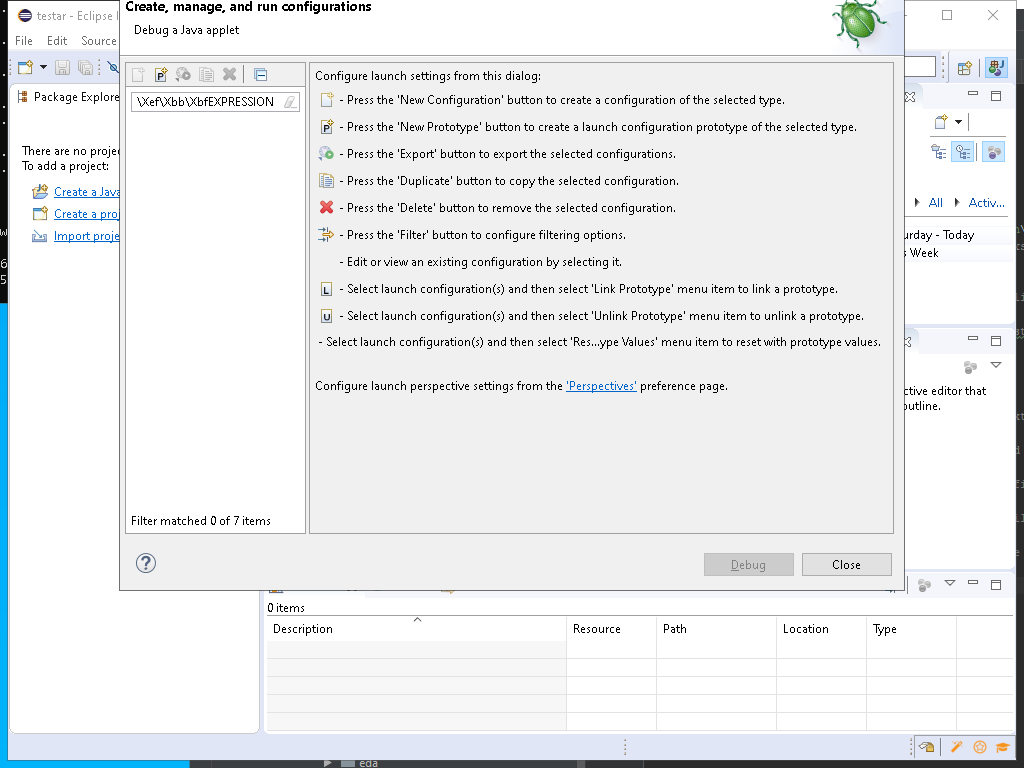 Create, manage, and run configurations
Debug a Java applet
testar - Eclipse
File Edit Source
Package Explore
There are no proje
To add a project:
Create a Java
Create a proj
Import proje
P
\Xef\Xbb\XbfEXPRESSION
Filter matched 0 of 7 items
Configure launch settings from this dialog:
- Press the 'New Configuration' button to create a configuration of the selected type.
P - Press the 'New Prototype' button to create a launch configuration prototype of the selected type.
- Press the 'Export' button to export the selected configurations.
- Press the 'Duplicate' button to copy the selected configuration.
- Press the 'Delete' button to remove the selected configuration.
- Press the 'Filter' button to configure filtering options.
- Edit or view an existing configuration by selecting it.
L - Select launch configuration(s) and then select 'Link Prototype' menu item to link a prototype.
U - Select launch configuration(s) and then select 'Unlink Prototype' menu item to unlink a prototype.
- Select launch configuration(s) and then select 'Res...ype Values' menu item to reset with prototype values.
Configure launch perspective settings from the 'Perspectives' preference page.
? Debug Close
All Activ...
urday - Today
s Week
ctive editor that
outline.
0 items
Description Resource Path Location Type
eda